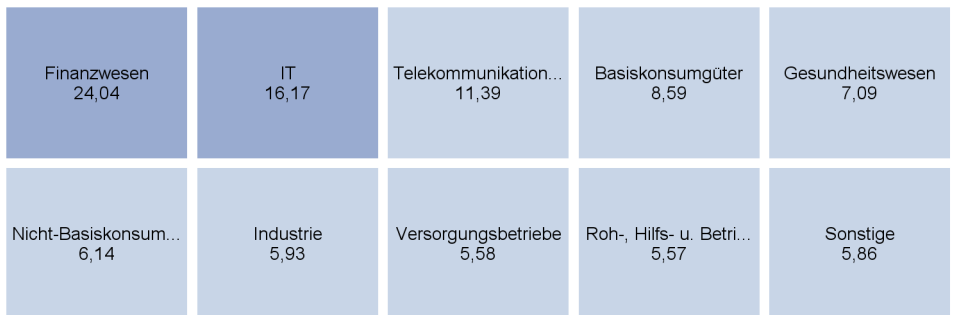 Finanzwesen
24,04
IT
16,17
Telekommunikation...
11,39
Basiskonsumgüter
8,59
Gesundheitswesen
7,09
Nicht-Basiskonsum...
6,14
Industrie
5,93
Versorgungsbetriebe
5,58
Roh-, Hilfs- u. Betri...
5,57
Sonstige
5,86